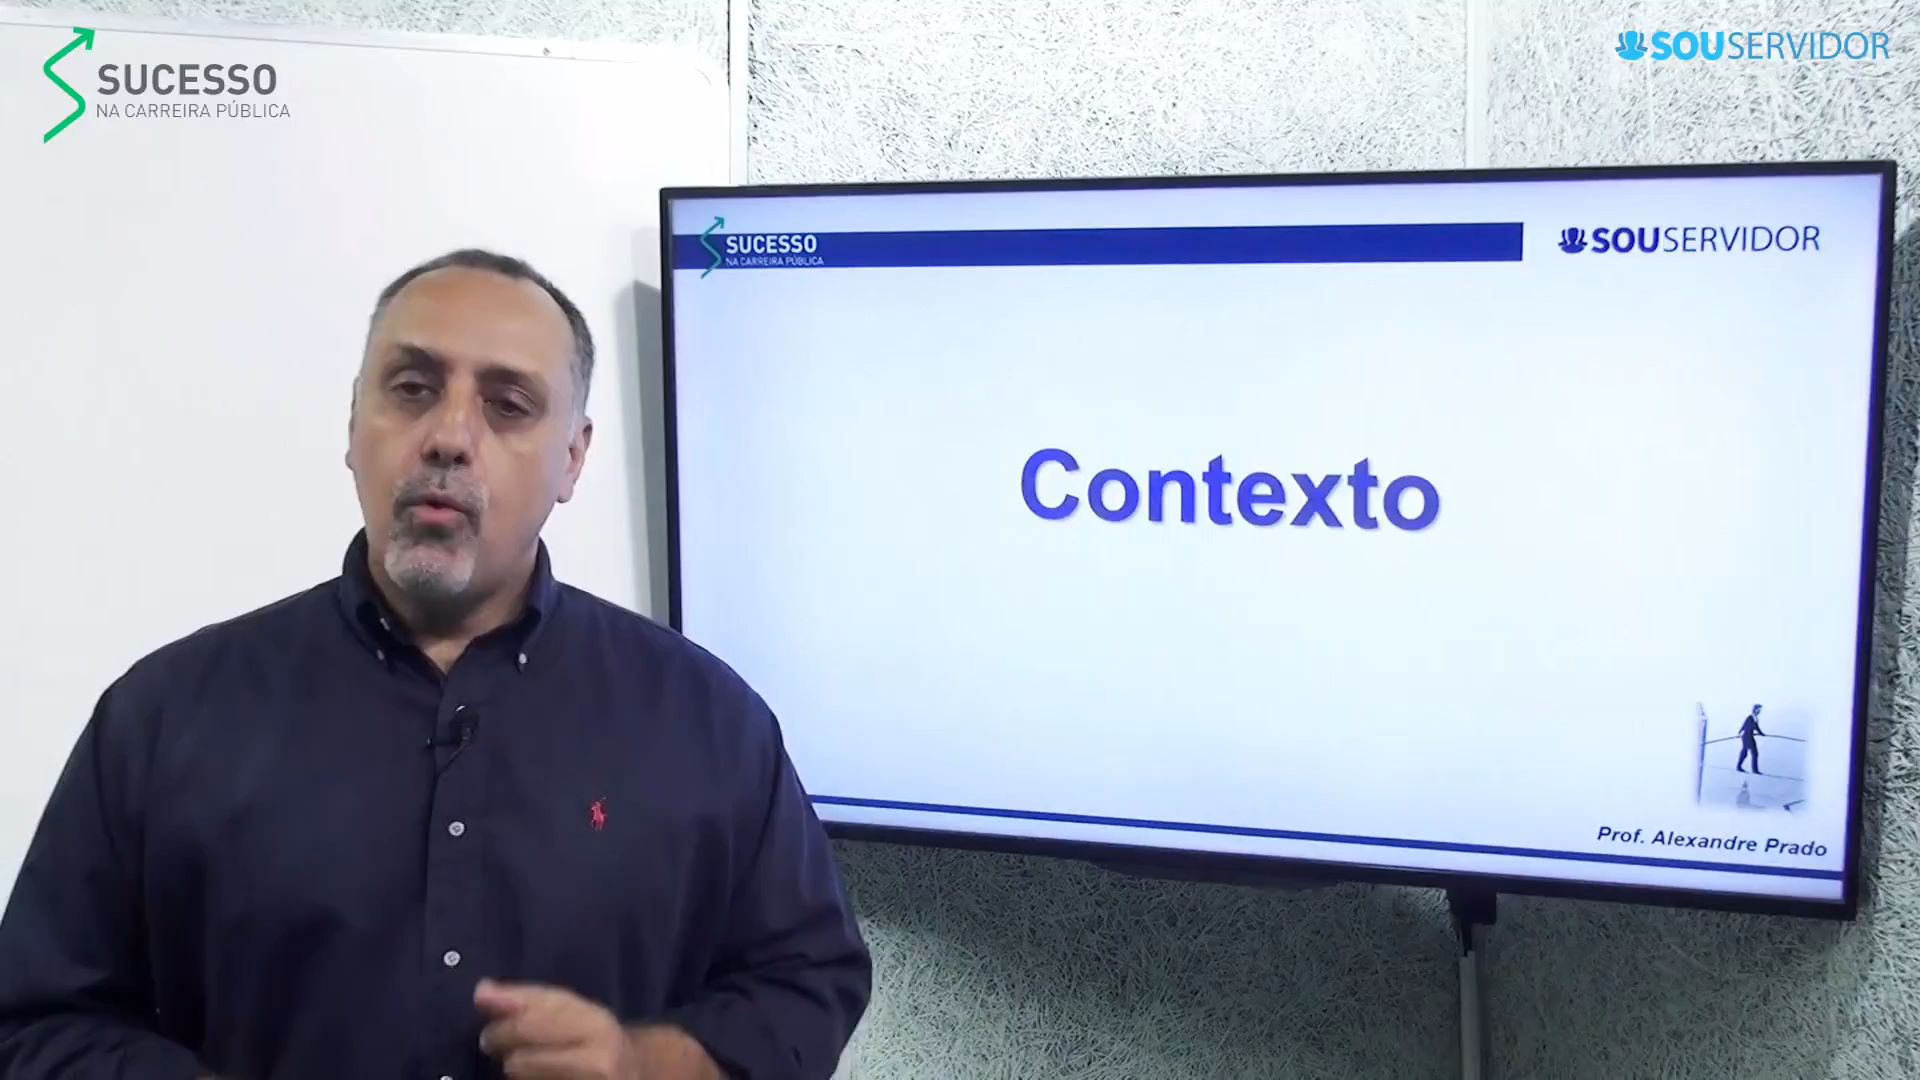 SUCESSO
NA CARREIRA PÚBLICA
SOUSERVIDOR
SUCESSO
NA CARREIRA PÚBLICA
SOUSERVIDOR
Contexto
Prof. Alexandre Prado